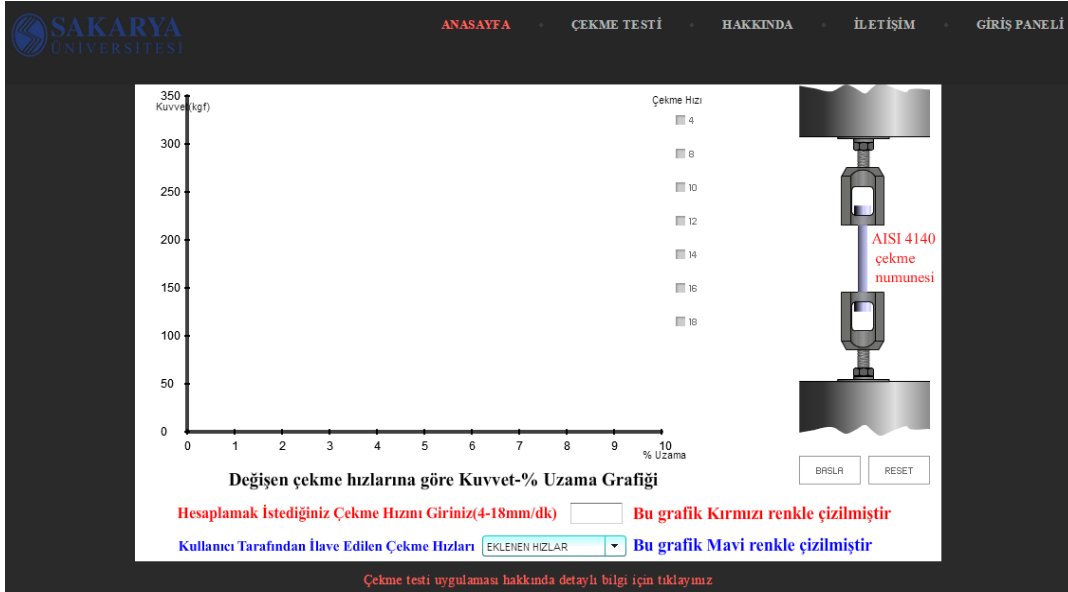 SAKARYA
ÜNİVERSİTESİ
ANASAYFA
ÇEKME TESTİ
HAKKINDA
İLETİŞİM
GİRİŞ PANELİ
350
Kuvvet(kgf)
300
250
200
150
100
50
0
0 1 2 3 4 5 6 7 8 9 10
% Uzama
Çekme Hızı
4
8
10
12
14
16
18
AISI 4140
çekme
numunesi
BASLA
RESET
Değişen çekme hızlarına göre Kuvvet-% Uzama Grafiği
Hesaplamak İstediğiniz Çekme Hızını Giriniz(4-18mm/dk) Bu grafik Kırmızı renkle çizilmiştir
Kullanıcı Tarafından İlave Edilen Çekme Hızları EKLENEN HIZLAR Bu grafik Mavi renkle çizilmiştir
Çekme testi uygulaması hakkında detaylı bilgi için tıklayınız